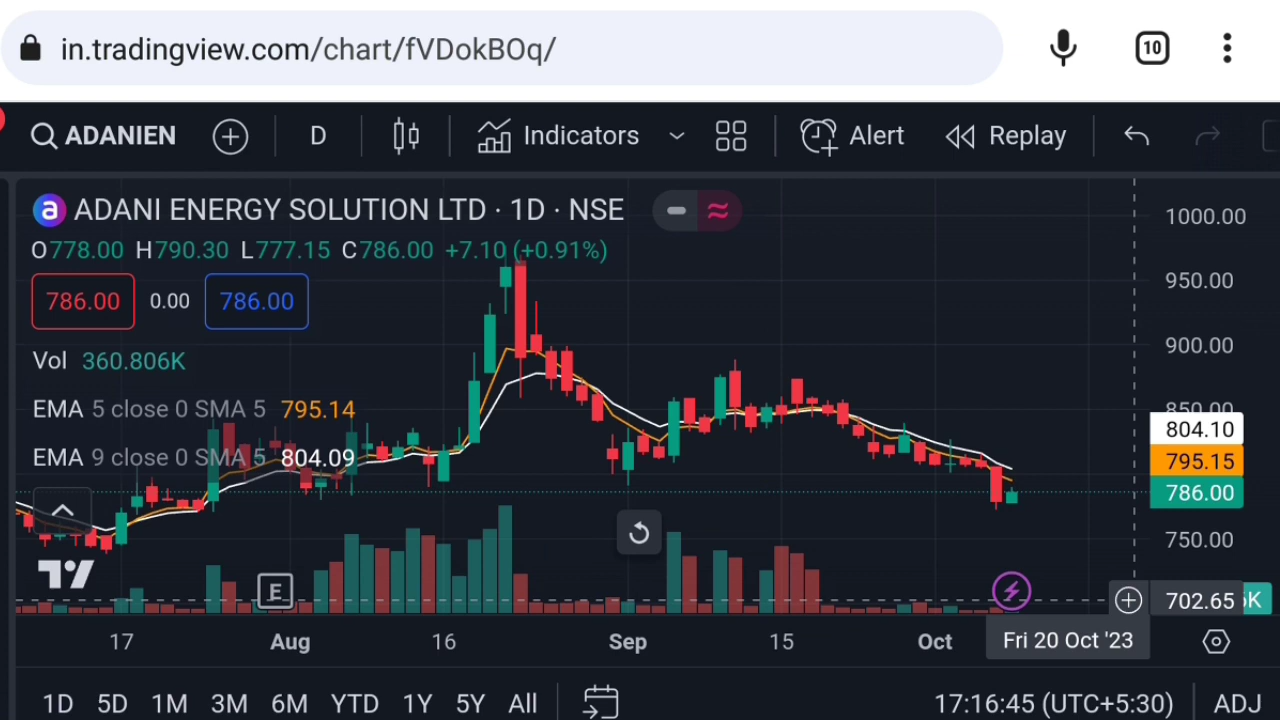 in.tradingview.com/chart/fVDokBOq/
10
ADANIEN
D
Indicators
Alert
Replay
a ADANI ENERGY SOLUTION LTD · 1D · NSE
O778.00 H790.30 L777.15 C786.00 +7.10 (+0.91%)
786.00 0.00 786.00
Vol 360.806K
EMA 5 close 0 SMA 5 795.14
EMA 9 close 0 SMA 5 804.09
1000.00
950.00
900.00
850.00
804.10
795.15
786.00
750.00
702.65 K
E
17 Aug 16 Sep 15 Oct Fri 20 Oct '23
1D 5D 1M 3M 6M YTD 1Y 5Y All 17:16:45 (UTC+5:30) ADJ